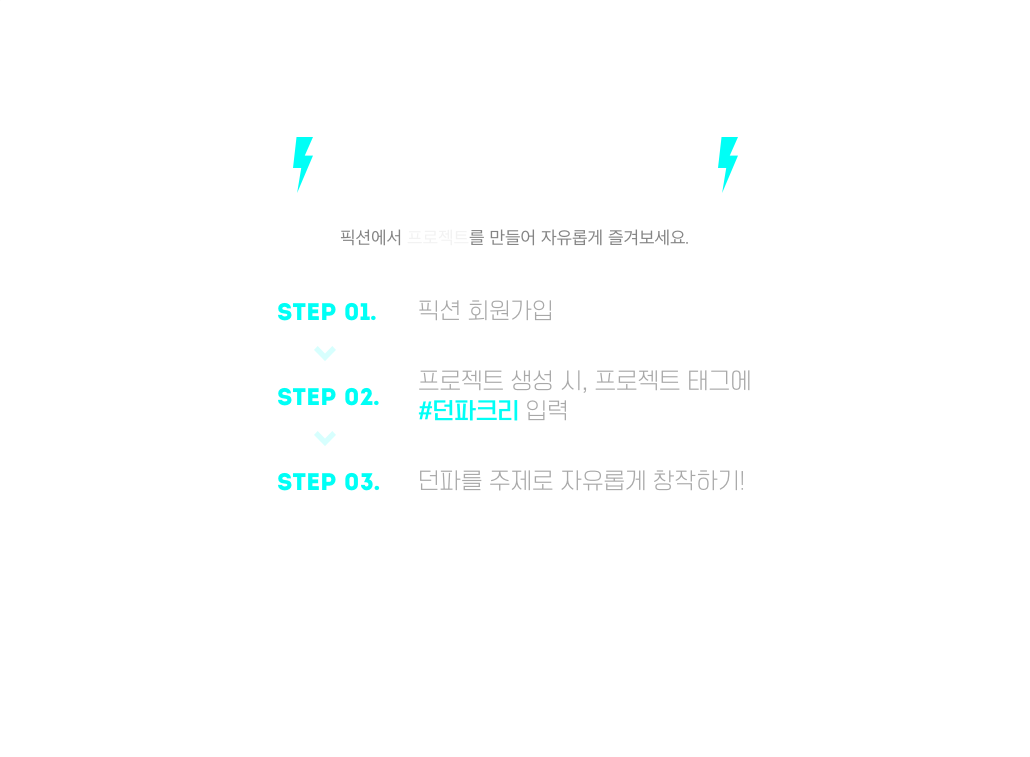 픽션에서 프로젝트를 만들어 자유롭게 즐겨보세요.
STEP 01. 픽션 회원가입
STEP 02. 프로젝트 생성 시, 프로젝트 태그에
#던파크리 입력
STEP 03. 던파를 주제로 자유롭게 창작하기!